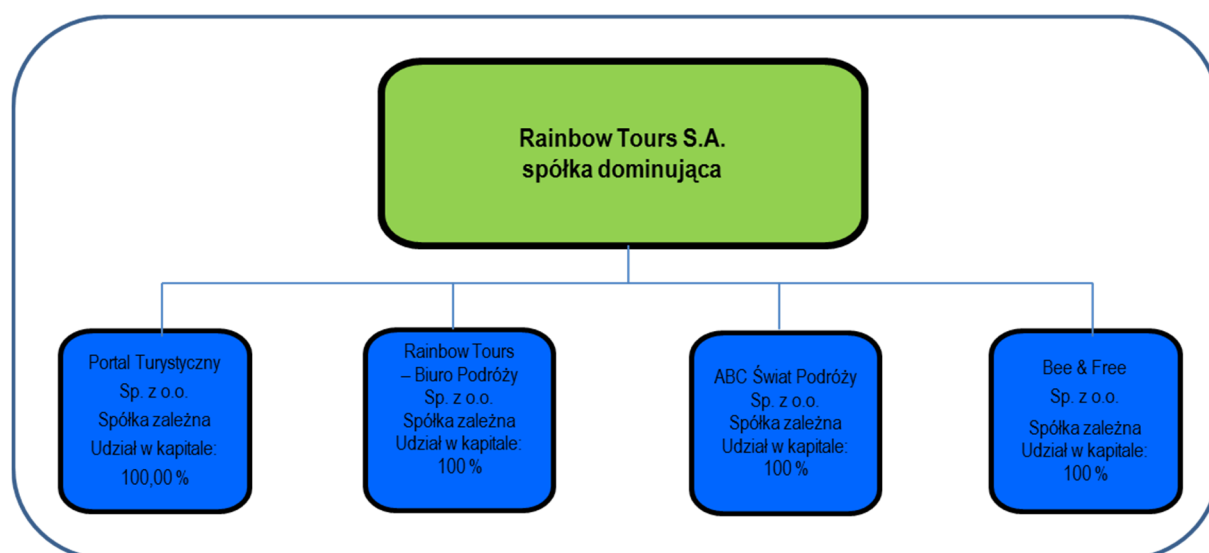 Rainbow Tours S.A.
spółka dominująca
Portal Turystyczny
Sp. z o.o.
Spółka zależna
Udział w kapitale:
100,00 %
Rainbow Tours
– Biuro Podróży
Sp. z o.o.
Spółka zależna
Udział w kapitale:
100 %
ABC Świat Podróży
Sp. z o.o.
Spółka zależna
Udział w kapitale:
100 %
Bee & Free
Sp. z o.o.
Spółka zależna
Udział w kapitale:
100 %